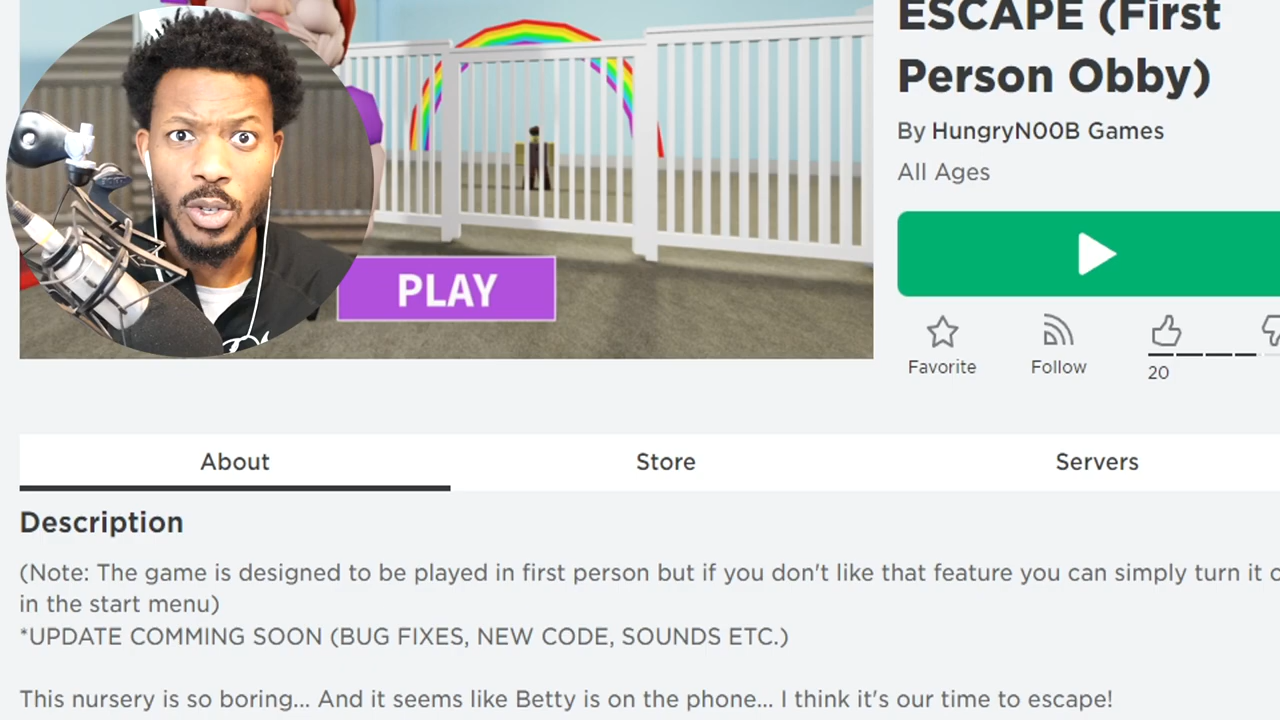 ESCAPE (First
Person Obby)
By HungryN00B Games
All Ages
PLAY
Favorite
Follow
20
About
Store
Servers
Description
(Note: The game is designed to be played in first person but if you don't like that feature you can simply turn it
in the start menu)
*UPDATE COMMING SOON (BUG FIXES, NEW CODE, SOUNDS ETC.)
This nursery is so boring... And it seems like Betty is on the phone... I think it's our time to escape!